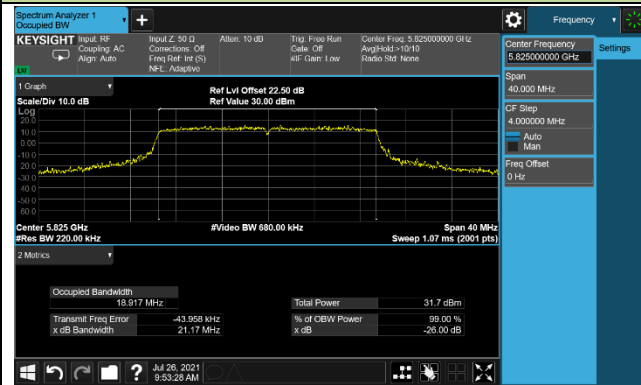 Spectrum Analyzer 1
Occupied BW
+
Frequency
KEYSIGHT
Input: RF
Coupling: AC
Align: Auto
Input Z: 50 Ω
Corrections: Off
Freq Ref: Int (S)
NFE: Adaptive
Atten: 10 dB
Trig: Free Run
Gate: Off
#IF Gain: Low
Center Freq: 5.825000000 GHz
Avg|Hold:>10/10
Radio Std: None
LXI
Center Frequency
5.825000000 GHz
Settings
Span
40.000 MHz
CF Step
4.000000 MHz
Auto
Man
Freq Offset
0 Hz
1 Graph
Scale/Div 10.0 dB
Ref Lvl Offset 22.50 dB
Ref Value 30.00 dBm
Log
20.0
10.0
0.00
-10.0
-20.0
-30.0
-40.0
-50.0
-60.0
Center 5.825 GHz
#Res BW 220.00 kHz
#Video BW 680.00 kHz
Span 40 MHz
Sweep 1.07 ms (2001 pts)
2 Metrics
Occupied Bandwidth
18.917 MHz
Total Power 31.7 dBm
Transmit Freq Error -43.958 kHz
% of OBW Power 99.00 %
x dB Bandwidth 21.17 MHz
x dB -26.00 dB
?
Jul 26, 2021
9:53:28 AM